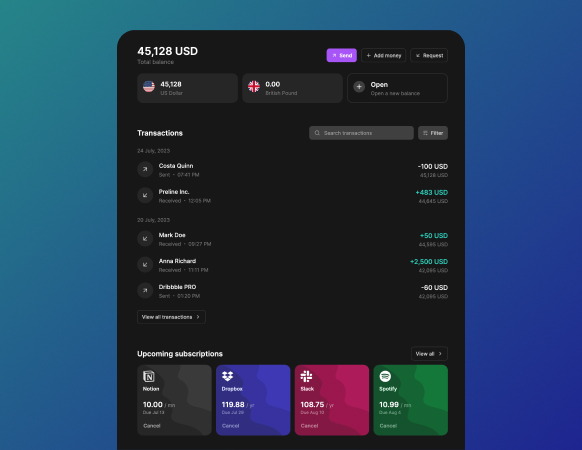 45,128 USD
Total balance
Send
Add money
Request
45,128
US Dollar
0.00
British Pound
Open
Open a new balance
Transactions
Search transactions
Filter
24 July, 2023
Costa Quinn
Sent • 07:41 PM
-100 USD
45,128 USD
Preline Inc.
Received • 12:05 PM
+483 USD
44,645 USD
20 July, 2023
Mark Doe
Received • 09:27 PM
+50 USD
44,595 USD
Anna Richard
Received • 11:11 PM
+2,500 USD
42,095 USD
Dribbble PRO
Sent • 01:20 PM
-60 USD
42,095 USD
View all transactions
Upcoming subscriptions
View all
Notion
10.00 / mn
Due Jul 14
Cancel
Dropbox
119.88 / yr
Due Jul 29
Cancel
Slack
108.75 / yr
Due Aug 10
Cancel
Spotify
10.99 / mn
Due Aug 4
Cancel